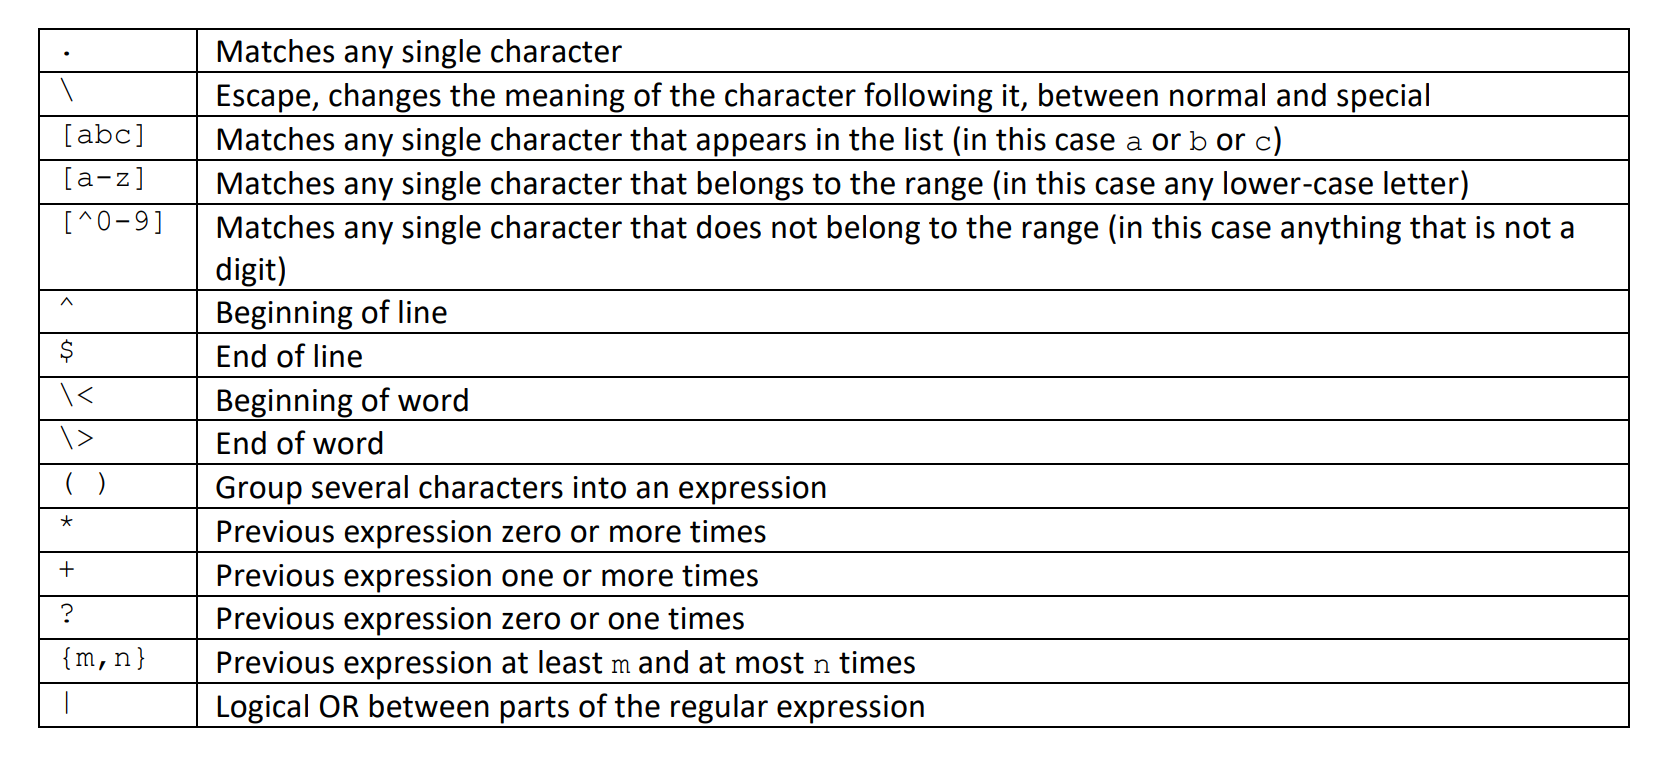 . Matches any single character
\ Escape, changes the meaning of the character following it, between normal and special
[abc] Matches any single character that appears in the list (in this case a or b or c)
[a-z] Matches any single character that belongs to the range (in this case any lower-case letter)
[^0-9] Matches any single character that does not belong to the range (in this case anything that is not a
digit)
^ Beginning of line
$ End of line
\< Beginning of word
\> End of word
( ) Group several characters into an expression
* Previous expression zero or more times
+ Previous expression one or more times
? Previous expression zero or one times
{m,n} Previous expression at least m and at most n times
| Logical OR between parts of the regular expression